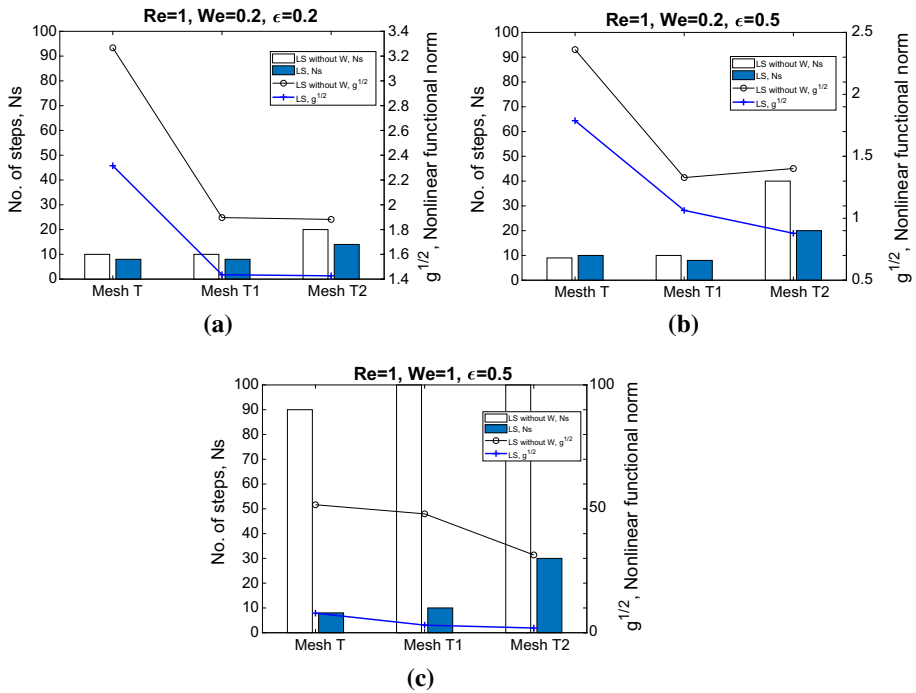 Re=1, We=0.2, ϵ=0.2
100
90
80
70
60
50
40
30
20
10
0
No. of steps, Ns
3.4
3.2
3
2.8
2.6
2.4
2.2
2
1.8
1.6
1.4
g1/2, Nonlinear functional norm
LS without W, Ns
LS, Ns
LS without W, g1/2
LS, g1/2
Mesh T Mesh T1 Mesh T2
(a)
Re=1, We=0.2, ϵ=0.5
100
90
80
70
60
50
40
30
20
10
0
No. of steps, Ns
2.5
2
1.5
1
0.5
g1/2, Nonlinear functional norm
LS without W, Ns
LS, Ns
LS without W, g1/2
LS, g1/2
Mesh T Mesh T1 Mesh T2
(b)
Re=1, We=1, ϵ=0.5
100
90
80
70
60
50
40
30
20
10
0
No. of steps, Ns
100
50
0
g1/2, Nonlinear functional norm
LS without W, Ns
LS, Ns
LS without W, g1/2
LS, g1/2
Mesh T Mesh T1 Mesh T2
(c)